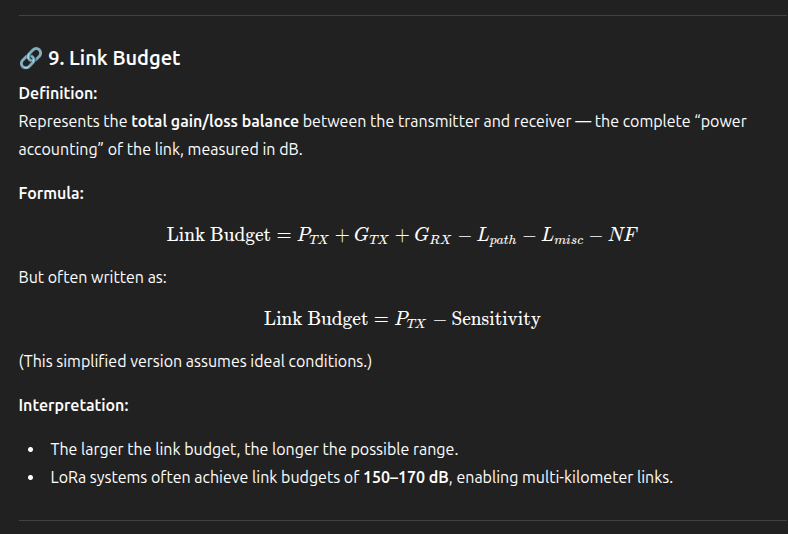 🔗 9. Link Budget
Definition:
Represents the total gain/loss balance between the transmitter and receiver — the complete “power
accounting” of the link, measured in dB.
Formula:
Link Budget = P_{TX} + G_{TX} + G_{RX} − L_{path} − L_{misc} − NF
But often written as:
Link Budget = P_{TX} − Sensitivity
(This simplified version assumes ideal conditions.)
Interpretation:
• The larger the link budget, the longer the possible range.
• LoRa systems often achieve link budgets of 150–170 dB, enabling multi-kilometer links.